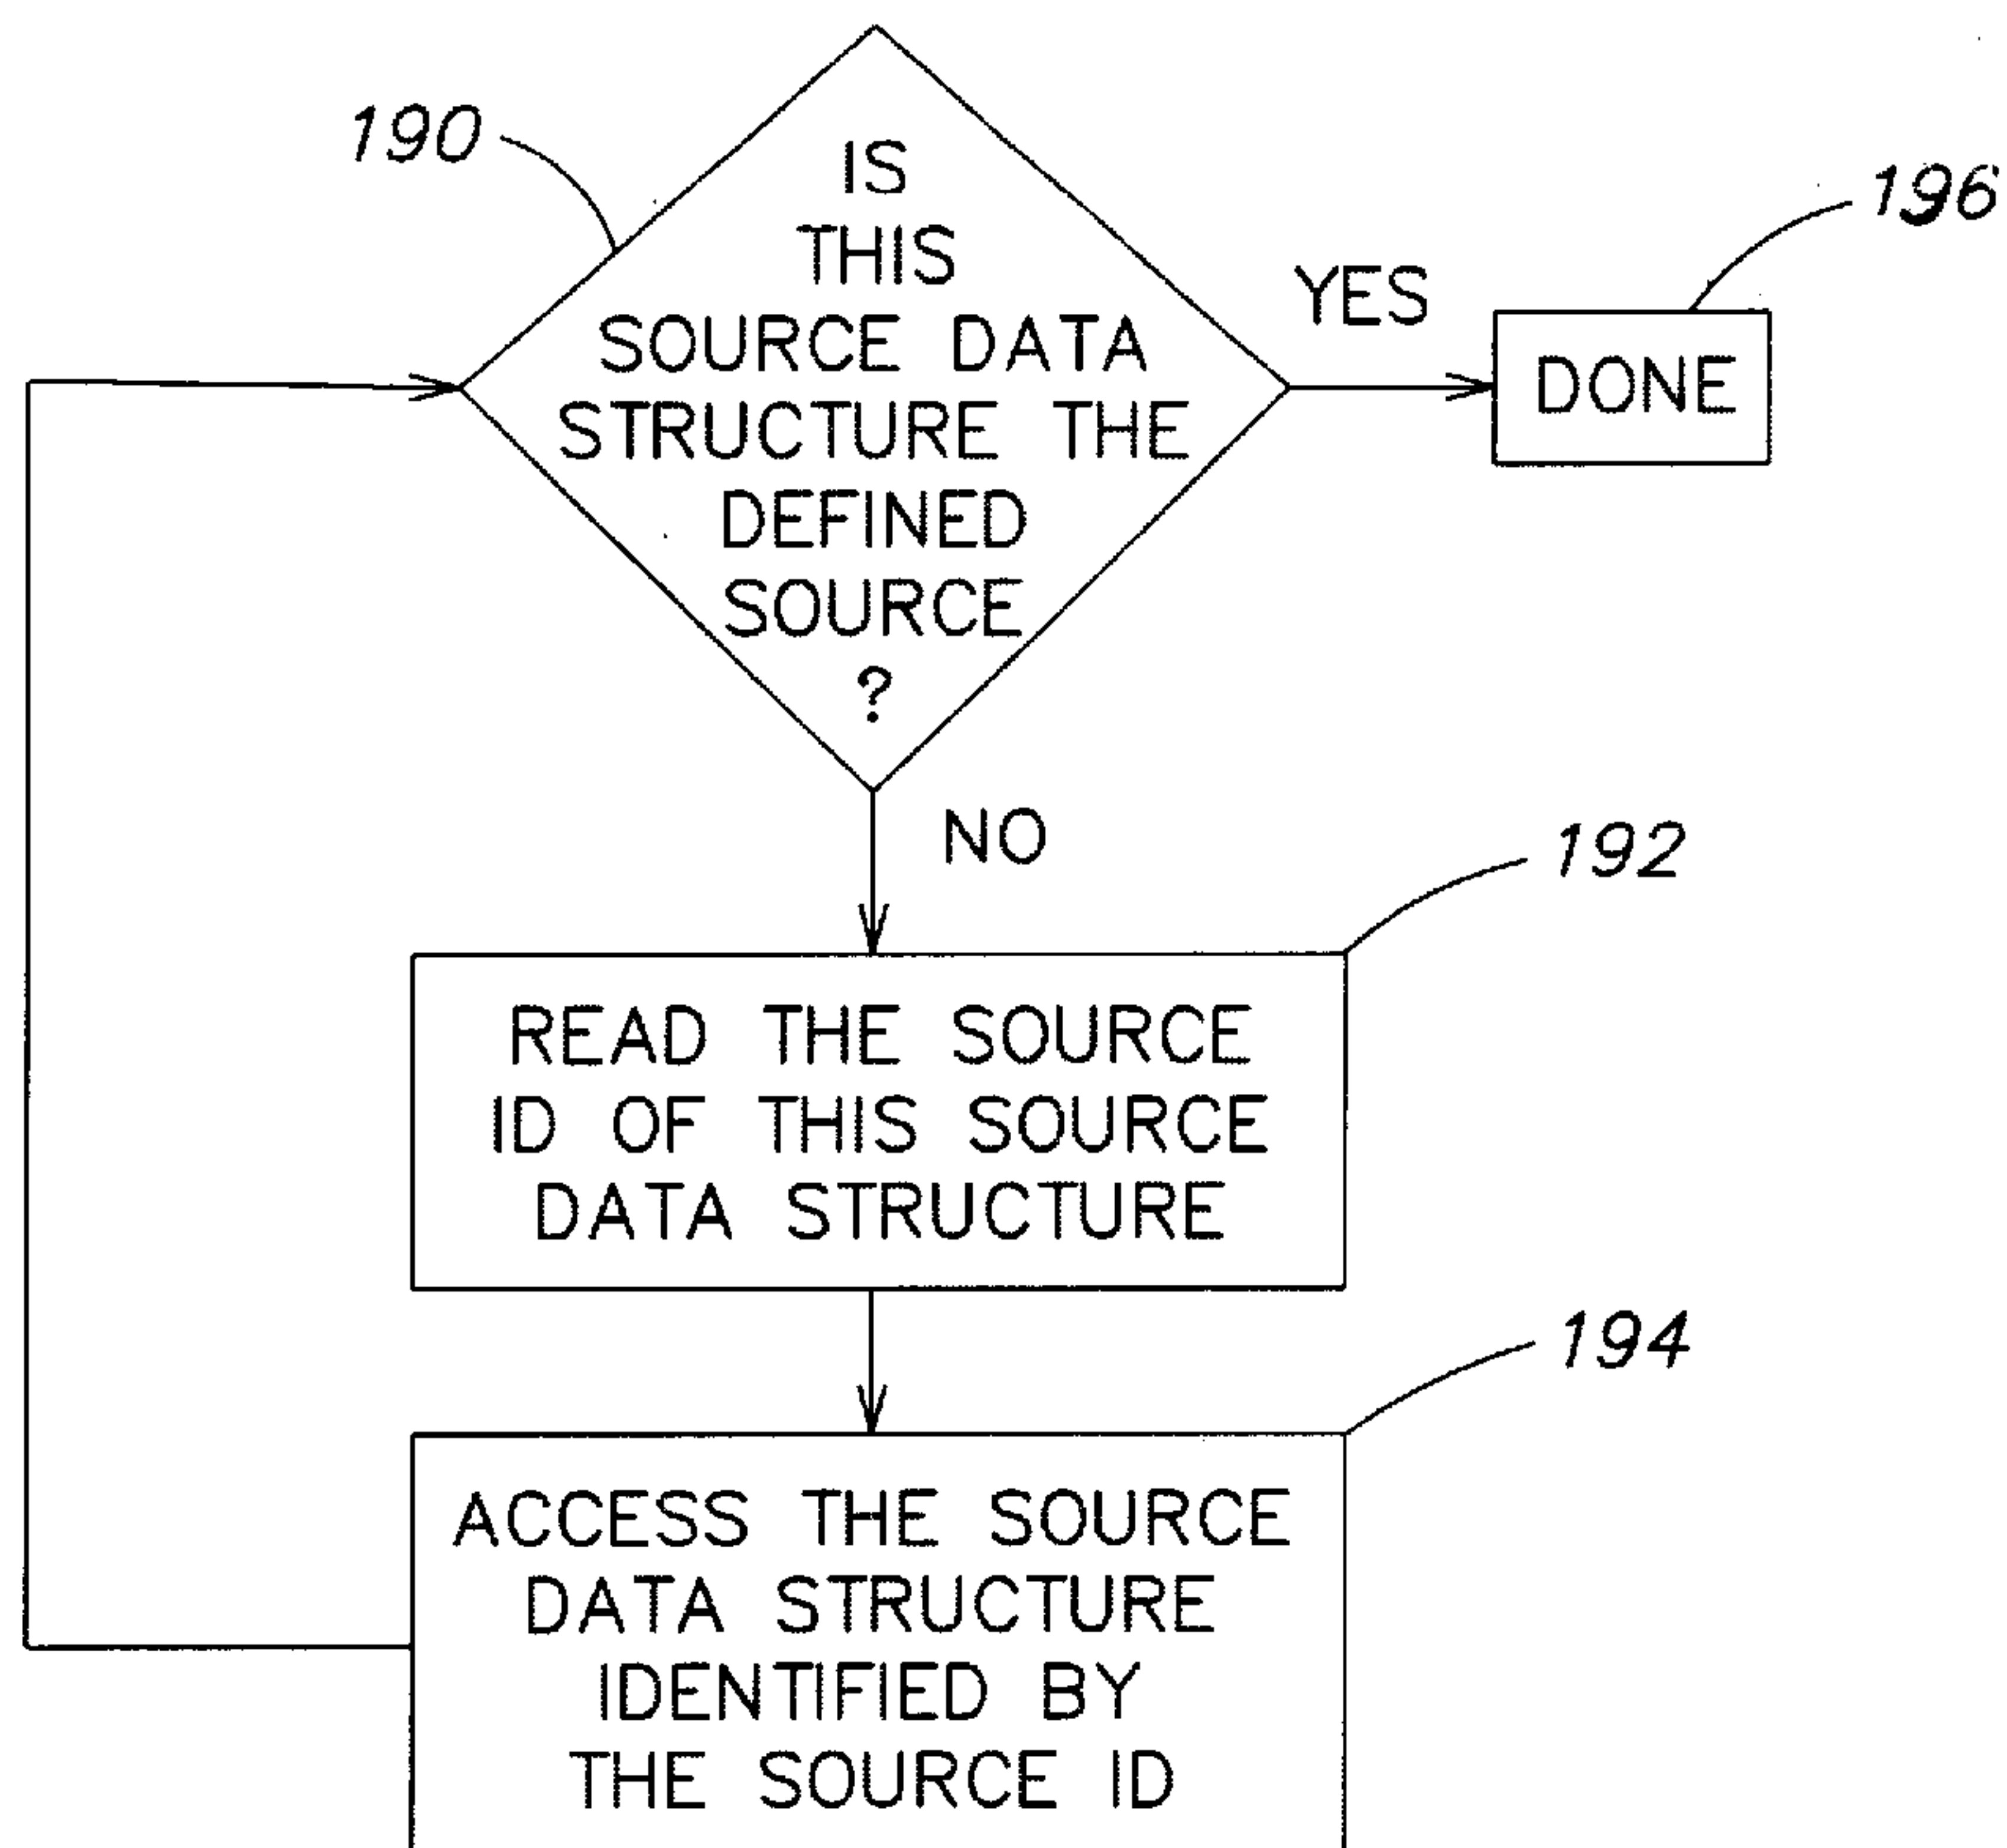 190
IS
THIS
SOURCE DATA
STRUCTURE THE
DEFINED
SOURCE
?
YES
196
DONE
NO
192
READ THE SOURCE
ID OF THIS SOURCE
DATA STRUCTURE
194
ACCESS THE SOURCE
DATA STRUCTURE
IDENTIFIED BY
THE SOURCE ID